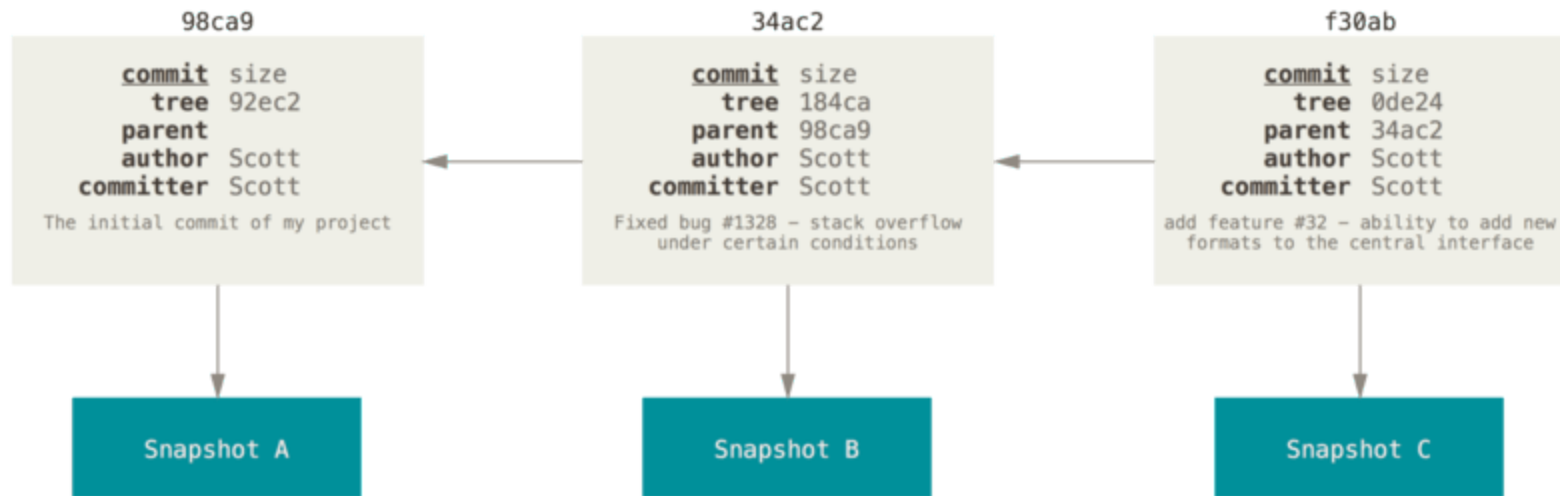 98ca9
commit size
tree 92ec2
parent
author Scott
committer Scott
The initial commit of my project
Snapshot A
34ac2
commit size
tree 184ca
parent 98ca9
author Scott
committer Scott
Fixed bug #1328 – stack overflow
under certain conditions
Snapshot B
f30ab
commit size
tree 0de24
parent 34ac2
author Scott
committer Scott
add feature #32 – ability to add new
formats to the central interface
Snapshot C